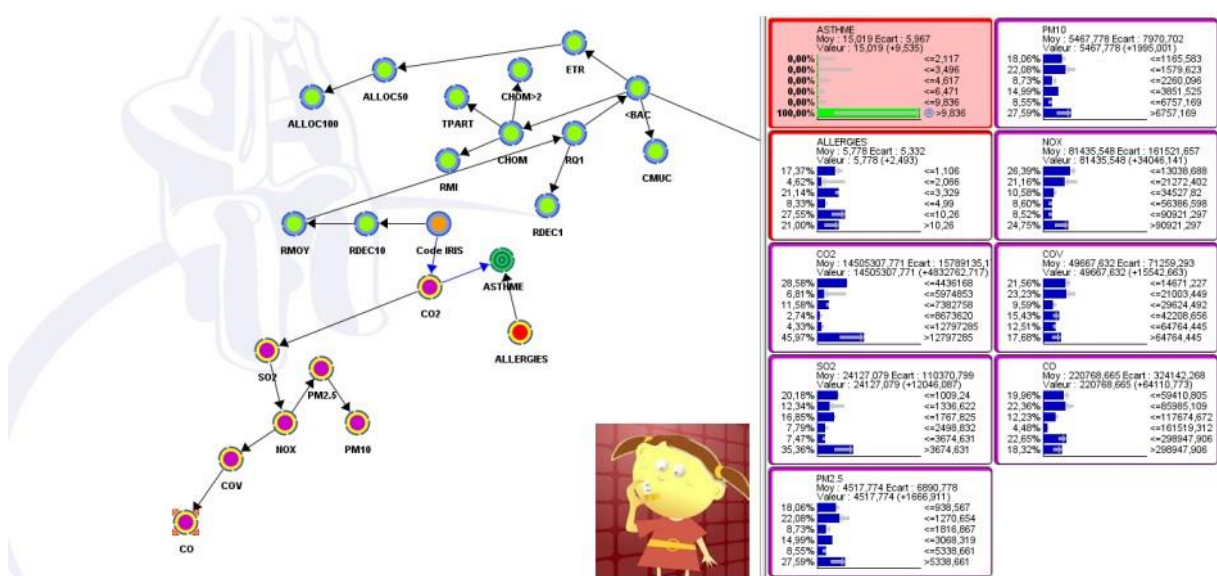 ETR
ALLOC50
CHOM>2
<BAC
ALLOC100
TPART
CHOM
RQ1
RMI
CMUC
RDEC1
RMOY
RDEC10
Code IRIS
ASTHME
CO2
ALLERGIES
SO2
PM2.5
NOX
PM10
COV
CO
ASTHME
Moy : 15,019 Ecart : 5,967
Valeur : 15,019 (+9,535)
0,00% <=2,117
0,00% <=3,496
0,00% <=4,617
0,00% <=6,471
0,00% <=9,836
100,00% >9,836
PM10
Moy : 5467,778 Ecart : 7970,702
Valeur : 5467,778 (+1995,001)
18,06% <=1165,583
22,08% <=1579,623
8,73% <=2260,096
14,99% <=3851,525
8,55% <=6757,169
27,59% >6757,169
ALLERGIES
Moy : 5,778 Ecart : 5,332
Valeur : 5,778 (+2,493)
17,37% <=1,106
4,62% <=2,066
21,14% <=3,329
8,33% <=4,99
27,55% <=10,26
21,00% >10,26
NOX
Moy : 81435,548 Ecart : 161521,657
Valeur : 81435,548 (+34046,141)
26,39% <=13038,688
21,16% <=21272,402
10,58% <=34527,82
8,60% <=56386,598
8,52% <=90921,297
24,75% >90921,297
CO2
Moy : 14505307,771 Ecart : 15789135,1
Valeur : 14505307,771 (+4832762,717)
28,58% <=4436168
6,81% <=5974853
11,58% <=7382758
2,74% <=8673620
4,33% <=12797285
45,97% >12797285
COV
Moy : 49667,632 Ecart : 71259,293
Valeur : 49667,632 (+15542,663)
21,56% <=14671,227
23,23% <=21003,449
9,59% <=29624,492
15,43% <=42208,656
12,51% <=64764,445
17,68% >64764,445
SO2
Moy : 24127,079 Ecart : 110370,799
Valeur : 24127,079 (+12046,087)
20,18% <=1009,24
12,34% <=1336,622
16,85% <=1767,825
7,79% <=2498,832
7,47% <=3674,631
35,36% >3674,631
CO
Moy : 220768,665 Ecart : 324142,268
Valeur : 220768,665 (+64110,773)
19,96% <=59410,805
22,36% <=85985,109
12,23% <=117674,672
4,48% <=161519,312
22,65% <=298947,906
18,32% >298947,906
PM2.5
Moy : 4517,774 Ecart : 6890,778
Valeur : 4517,774 (+1666,911)
18,06% <=938,567
22,08% <=1270,654
8,73% <=1816,867
14,99% <=3068,319
8,55% <=5338,661
27,59% >5338,661